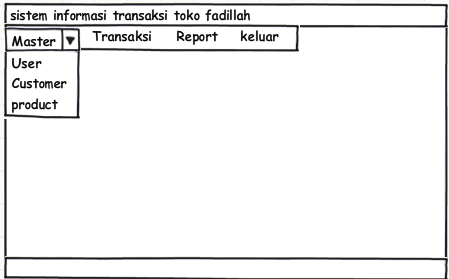 sistem informasi transaksi toko fadillah
Master Transaksi Report keluar
User
Customer
product